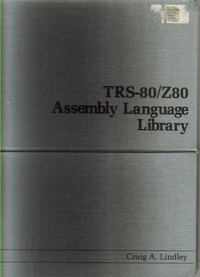 TRS-80/Z80
Assembly Language
Library
Craig A. Lindley